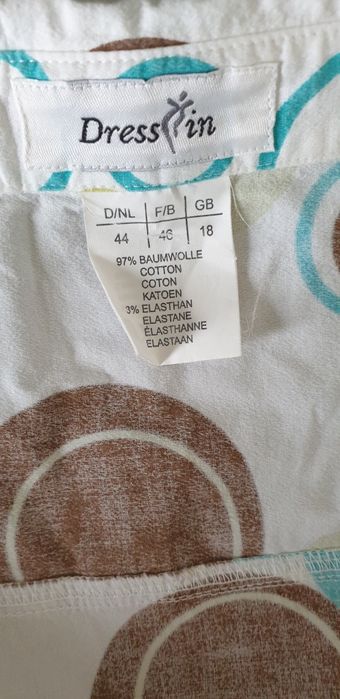 Dress in
D/NL F/B GB
44 46 18
97% BAUMWOLLE
COTTON
COTON
KATOEN
3% ELASTHAN
ELASTANE
ÉLASTHANNE
ELASTAAN